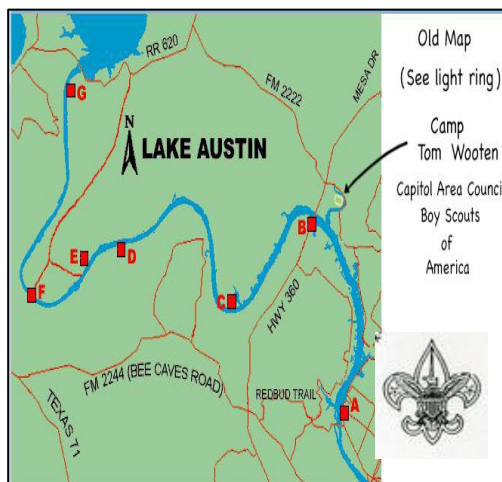 RR 620
FM 2222
MESA DR
G
N
LAKE AUSTIN
B
E
D
F
C
HWY 360
FM 2244 (BEE CAVES ROAD)
REDBUD TRAIL
A
TEXAS 71
Old Map
(See light ring)
Camp
Tom Wooten
Capitol Area Counci
Boy Scouts
of
America